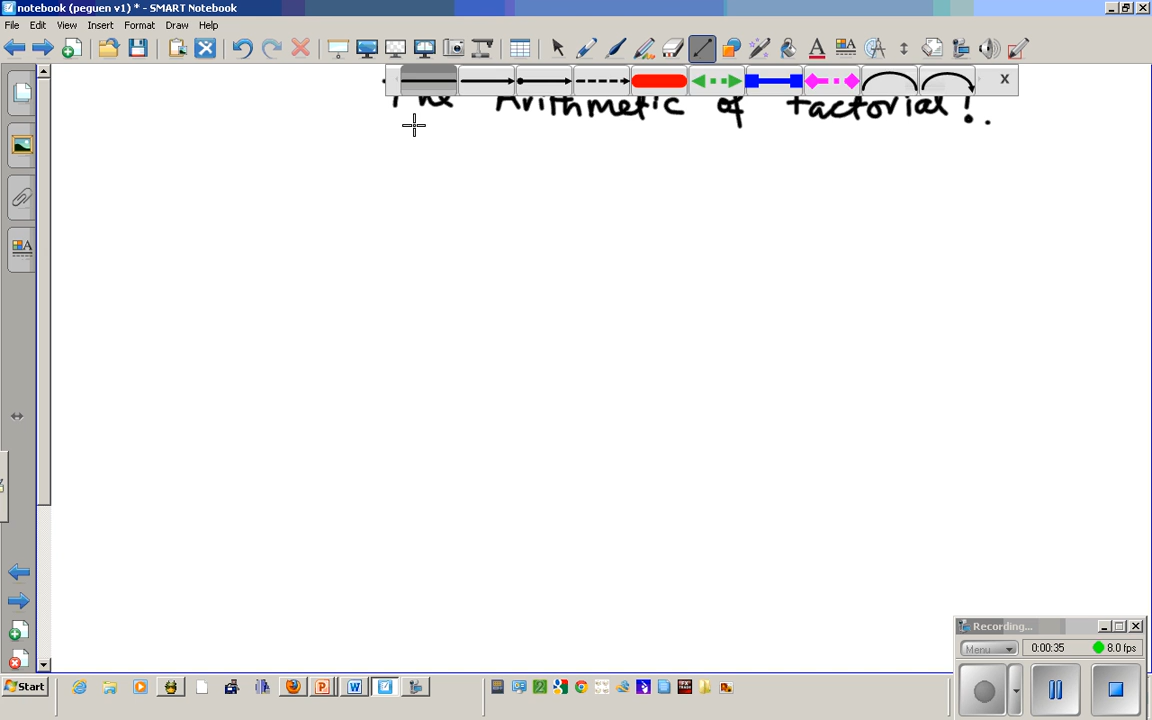 notebook (peguen v1) * - SMART Notebook
File Edit View Insert Format Draw Help
The Arithmetic of factorial!.
Recording...
Menu 0:00:35 8.0 fps
Start